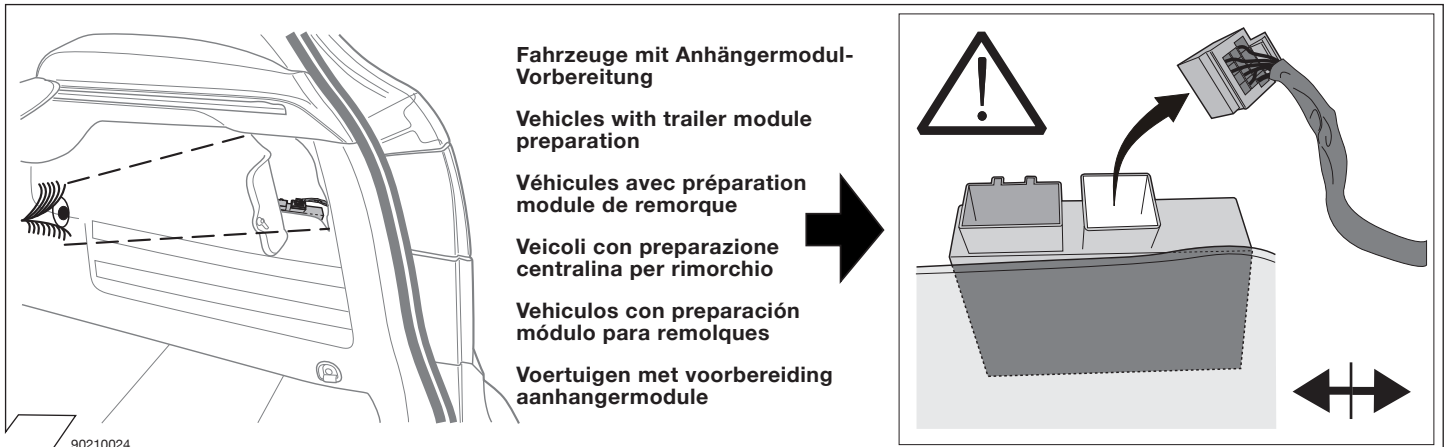 Fahrzeuge mit Anhängermodul-
Vorbereitung
Vehicles with trailer module
preparation
Véhicules avec préparation
module de remorque
Veicoli con preparazione
centralina per rimorchio
Vehiculos con preparación
módulo para remolques
Voertuigen met voorbereiding
aanhangermodule
90210024